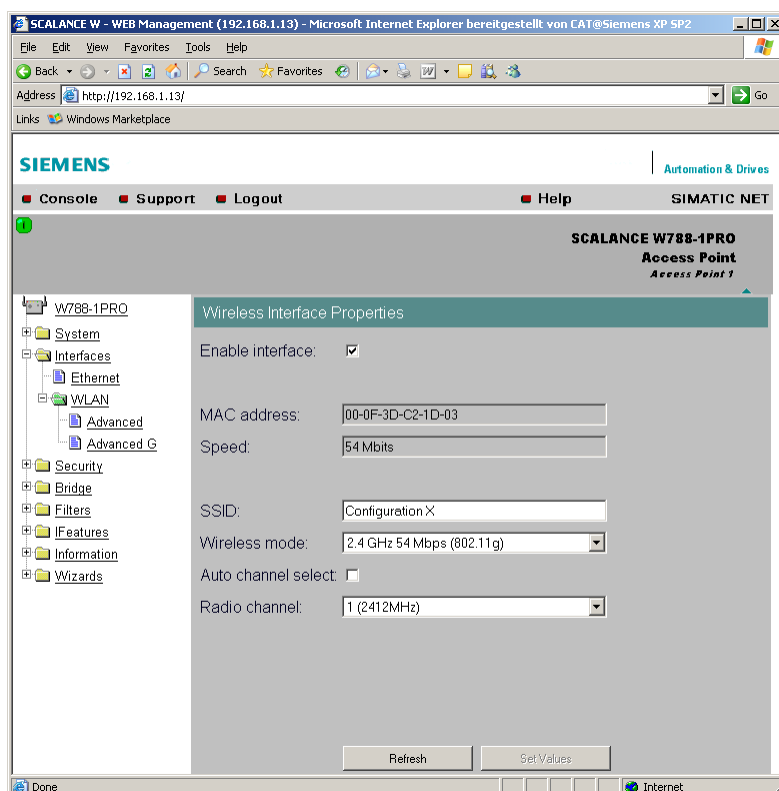 SCALANCE W - WEB Management (192.168.1.13) - Microsoft Internet Explorer bereitgestellt von CAT@Siemens XP SP2
File Edit View Favorites Tools Help
Back Search Favorites
Address http://192.168.1.13/ Go
Links Windows Marketplace
SIEMENS
Automation & Drives
Console Support Logout Help SIMATIC NET
SCALANCE W788-1PRO
Access Point
Access Point 1
W788-1PRO
System
Interfaces
Ethernet
WLAN
Advanced
Advanced G
Security
Bridge
Filters
IFeatures
Information
Wizards
Wireless Interface Properties
Enable interface:
MAC address: 00-0F-3D-C2-1D-03
Speed: 54 Mbits
SSID: Configuration X
Wireless mode: 2.4 GHz 54 Mbps (802.11g)
Auto channel select:
Radio channel: 1 (2412MHz)
Refresh Set Values
Done Internet